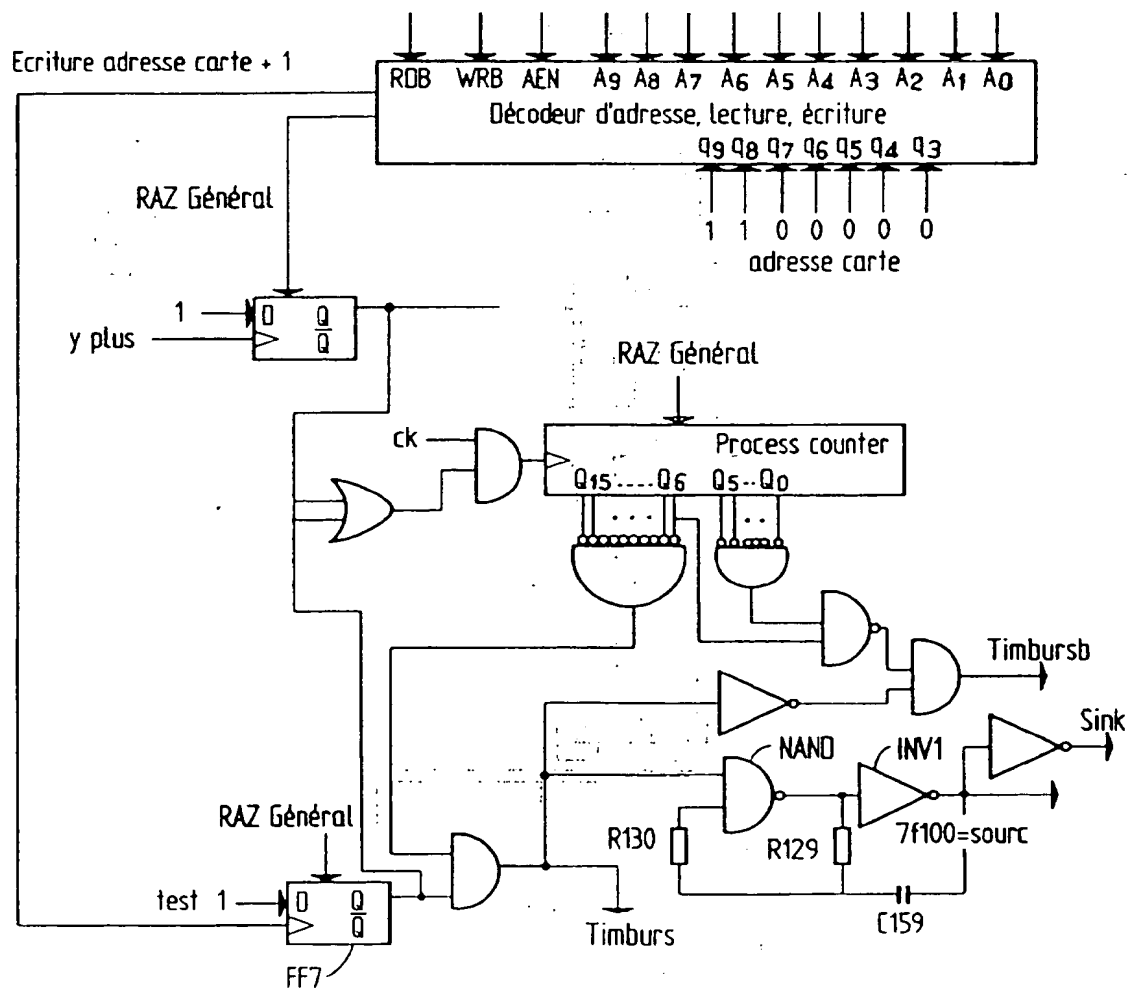 Ecriture adresse carte + 1
RDB WRB AEN A9 A8 A7 A6 A5 A4 A3 A2 A1 A0
Décodeur d'adresse, lecture, écriture
q9 q8 q7 q6 q5 q4 q3
RAZ Général
1 1 0 0 0 0 0
adresse carte
1 D Q
y plus Q
RAZ Général
ck
Process counter
Q15 ..... Q6 Q5 .. Q0
. . .
. .
Timbursb
Sink
NAND
INV1
RAZ Général
R130
R129
7f100=sourc
test 1 D Q
Q
C159
Timburs
FF7